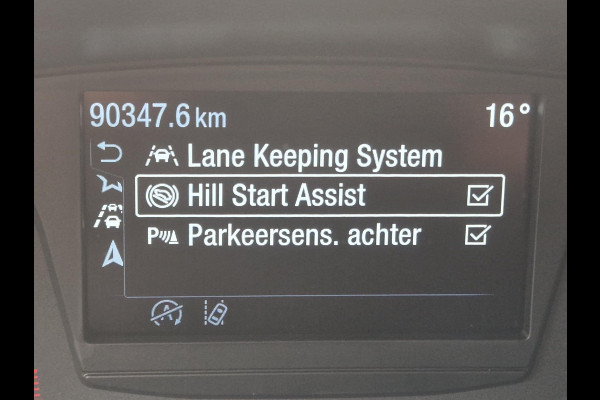 90347.6 km 16°
Lane Keeping System
Hill Start Assist
P Parkeersens. achter